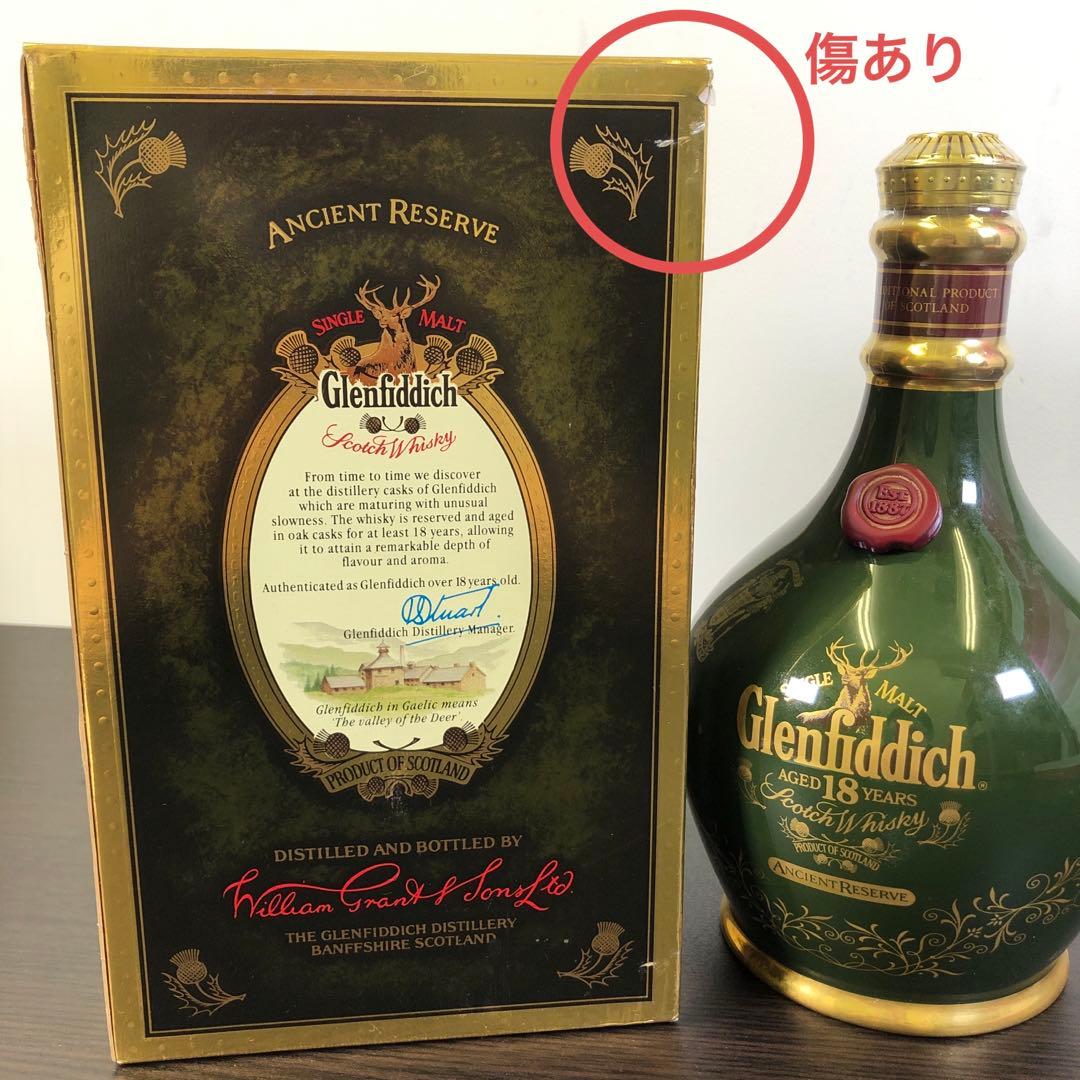 傷あり
ANCIENT RESERVE
SINGLE MALT
Glenfiddich
Scotch Whisky
From time to time we discover
at the distillery casks of Glenfiddich
which are maturing with unusual
slowness. The whisky is reserved and aged
in oak casks for at least 18 years, allowing
it to attain a remarkable depth of
flavour and aroma.
Authenticated as Glenfiddich over 18 years old.
Glenfiddich Distillery Manager.
Glenfiddich in Gaelic means
'The valley of the Deer'.
PRODUCT OF SCOTLAND
DISTILLED AND BOTTLED BY
William Grant & Sons Ltd.
THE GLENFIDDICH DISTILLERY
BANFFSHIRE SCOTLAND
PRODUCT
OF SCOTLAND
EST.
1887
SINGLE MALT
Glenfiddich®
AGED 18 YEARS
Scotch Whisky
PRODUCT OF SCOTLAND
ANCIENT RESERVE